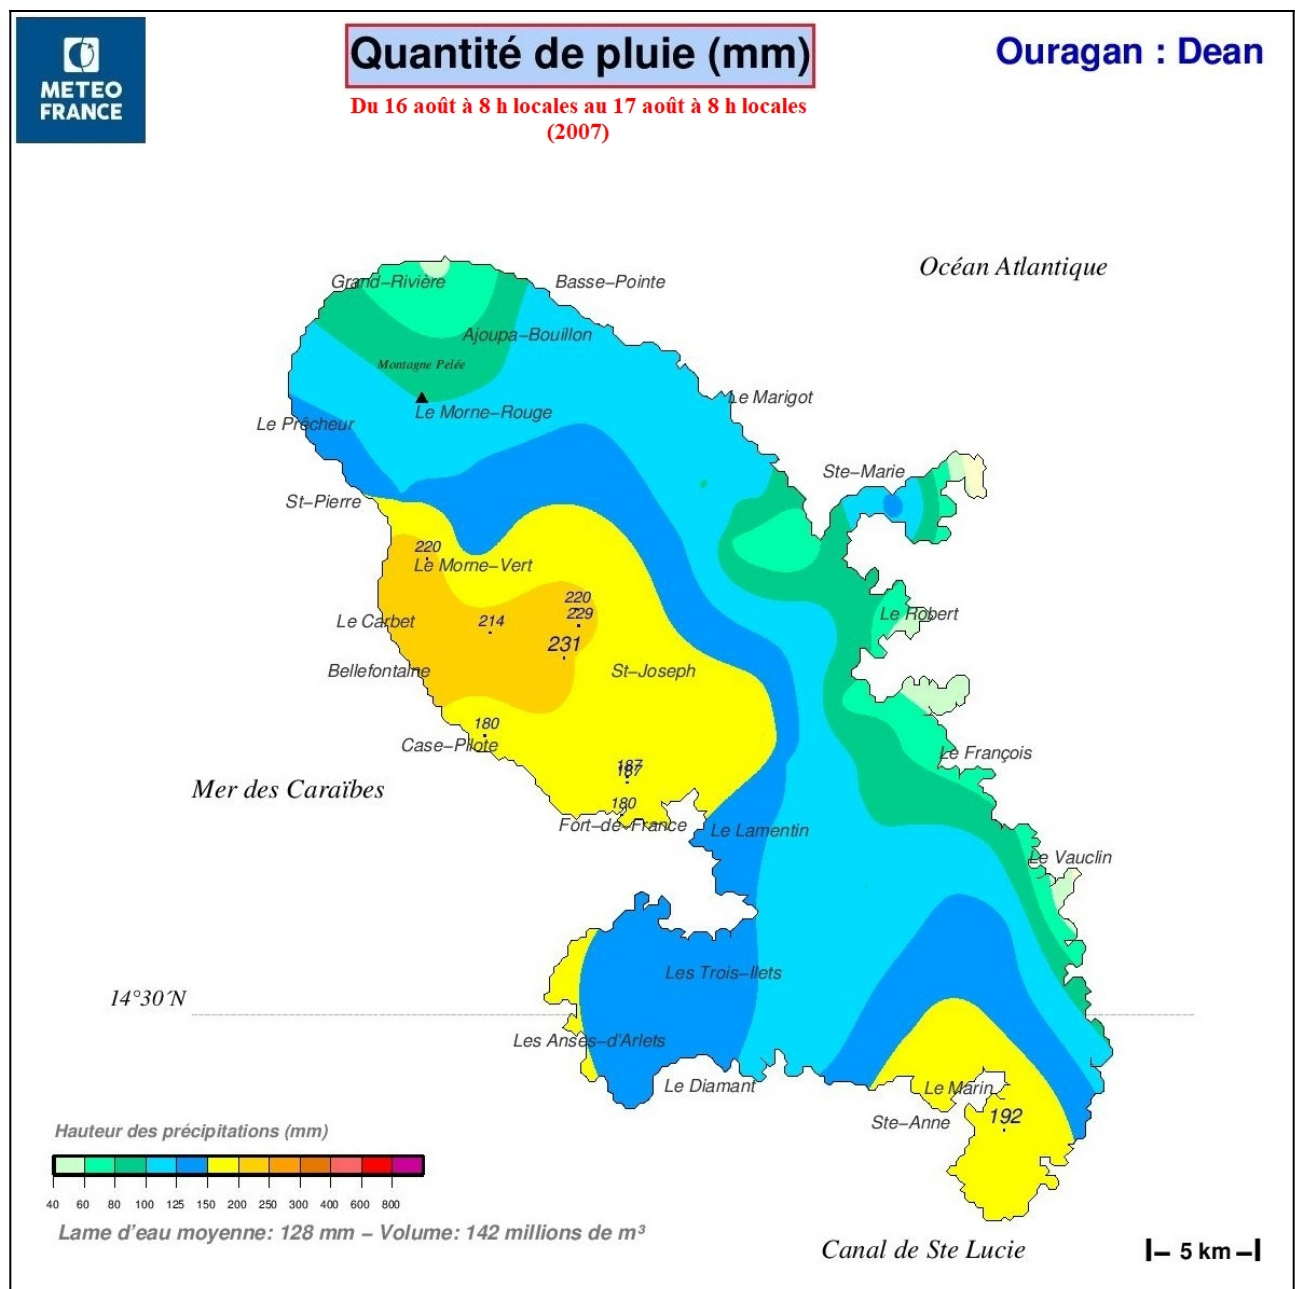 METEO
FRANCE
Quantité de pluie (mm)
Ouragan : Dean
Du 16 août à 8 h locales au 17 août à 8 h locales
(2007)
Océan Atlantique
Grand-Rivière
Basse-Pointe
Ajoupa-Bouillon
Montagne Pelée
Le Marigot
Le Morne-Rouge
Le Prêcheur
Ste-Marie
St-Pierre
220
Le Morne-Vert
220
229
Le Carbet
214
Le Robert
231
Bellefontaine
St-Joseph
180
Case-Pilote
Le François
187
187
Mer des Caraïbes
180
Fort-de-France
Le Lamentin
Le Vauclin
Les Trois-Ilets
14°30'N
Les Anses-d'Arlets
Le Diamant
Le Marin
Ste-Anne
192
Hauteur des précipitations (mm)
40 60 80 100 125 150 200 250 300 400 600 800
Lame d'eau moyenne: 128 mm – Volume: 142 millions de m³
Canal de Ste Lucie
5 km